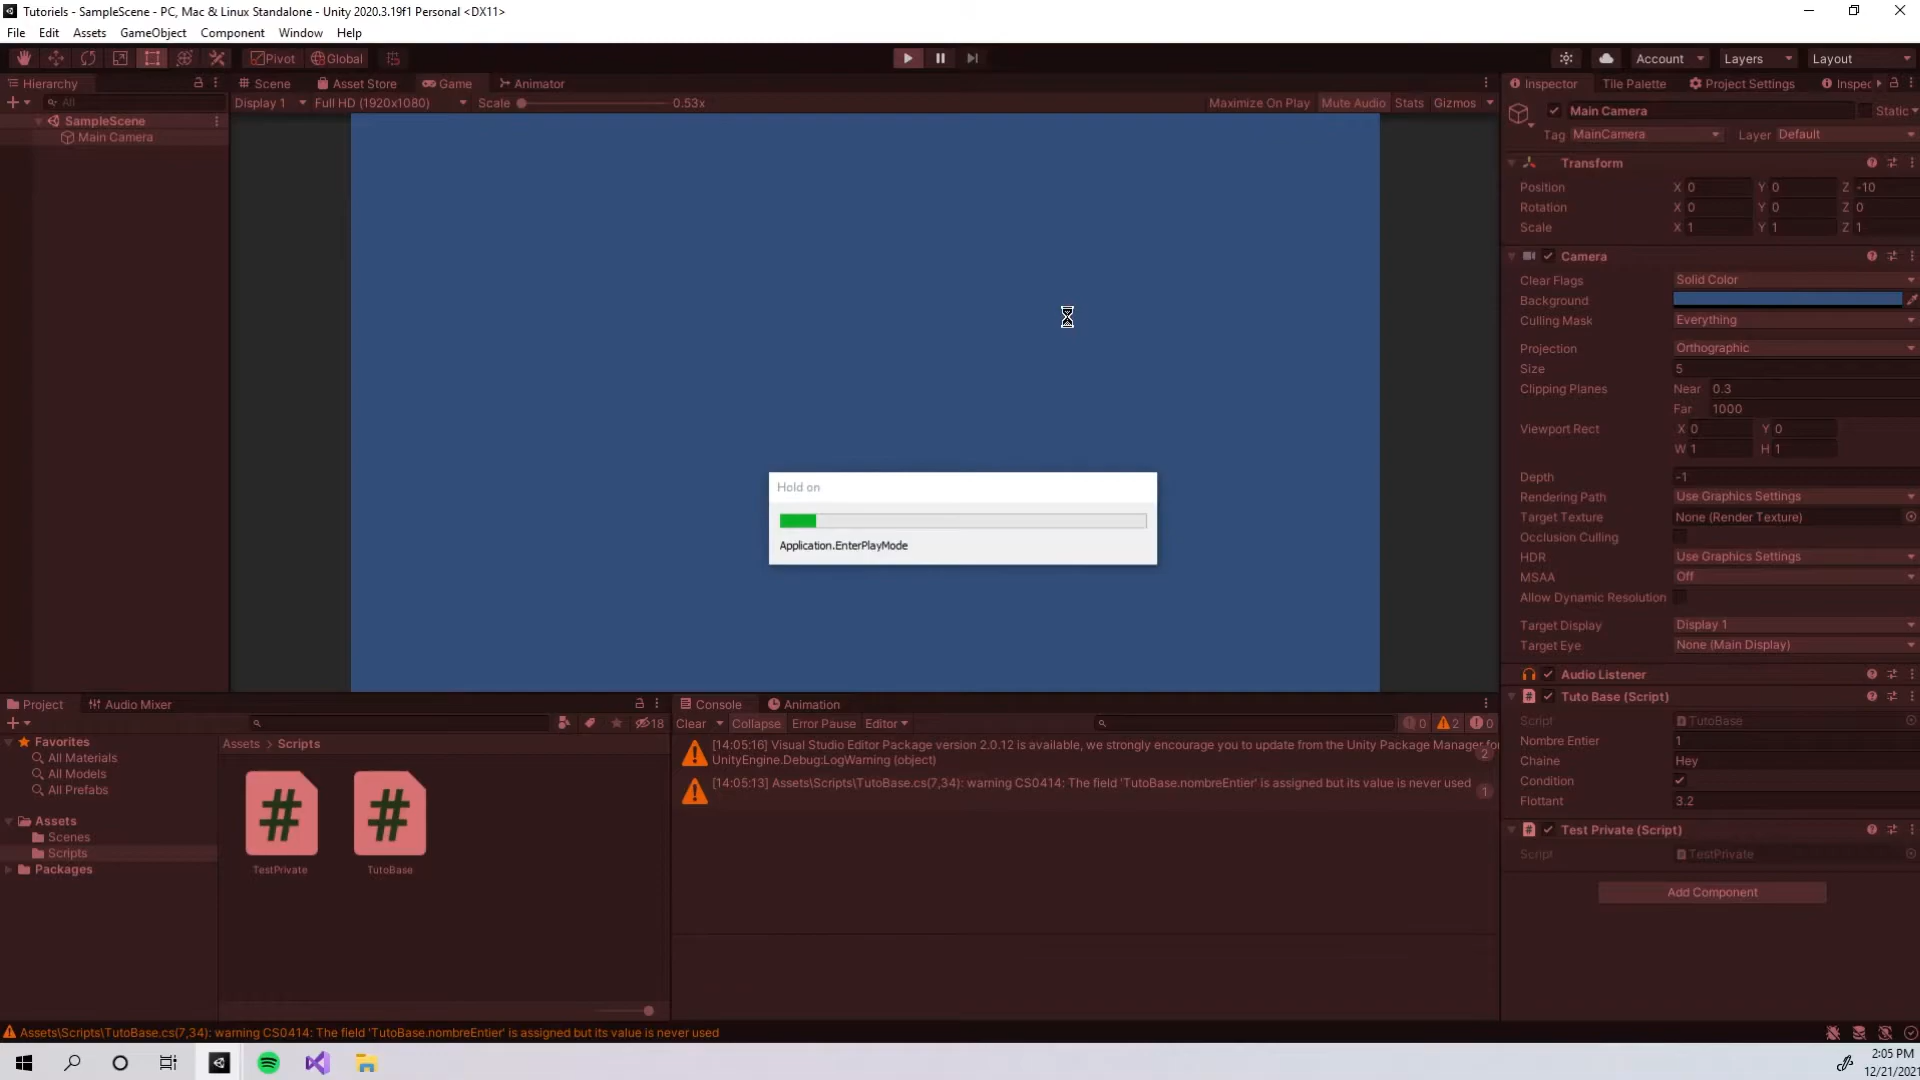 Tutoriels - SampleScene - PC, Mac & Linux Standalone - Unity 2020.3.19f1 Personal <DX11>
File Edit Assets GameObject Component Window Help
Pivot Global Account Layers Layout
Hierarchy Scene Asset Store Game Animator Inspector Tile Palette Project Settings Inspec
All Display 1 Full HD (1920x1080) Scale 0.53x Maximize On Play Mute Audio Stats Gizmos
SampleScene
Main Camera
Main Camera Static
Tag MainCamera Layer Default
Transform
Position X 0 Y 0 Z -10
Rotation X 0 Y 0 Z 0
Scale X 1 Y 1 Z 1
Camera
Clear Flags Solid Color
Background
Culling Mask Everything
Projection Orthographic
Size 5
Clipping Planes Near 0.3
Far 1000
Viewport Rect X 0 Y 0
W 1 H 1
Depth -1
Rendering Path Use Graphics Settings
Target Texture None (Render Texture)
Occlusion Culling
HDR Use Graphics Settings
MSAA Off
Allow Dynamic Resolution
Target Display Display 1
Target Eye None (Main Display)
Audio Listener
Tuto Base (Script)
Script TutoBase
Nombre Entier 1
Chaine Hey
Condition
Flottant 3.2
Test Private (Script)
Script TestPrivate
Add Component
Hold on
Application.EnterPlayMode
Project Audio Mixer
18
Favorites
All Materials
All Models
All Prefabs
Assets
Scenes
Scripts
Packages
Assets > Scripts
TestPrivate TutoBase
Console Animation
Clear Collapse Error Pause Editor 0 2 0
[14:05:16] Visual Studio Editor Package version 2.0.12 is available, we strongly encourage you to update from the Unity Package Manager for
UnityEngine.Debug:LogWarning (object)
2
[14:05:13] Assets\Scripts\TutoBase.cs(7,34): warning CS0414: The field 'TutoBase.nombreEntier' is assigned but its value is never used
1
Assets\Scripts\TutoBase.cs(7,34): warning CS0414: The field 'TutoBase.nombreEntier' is assigned but its value is never used
2:05 PM
12/21/2021